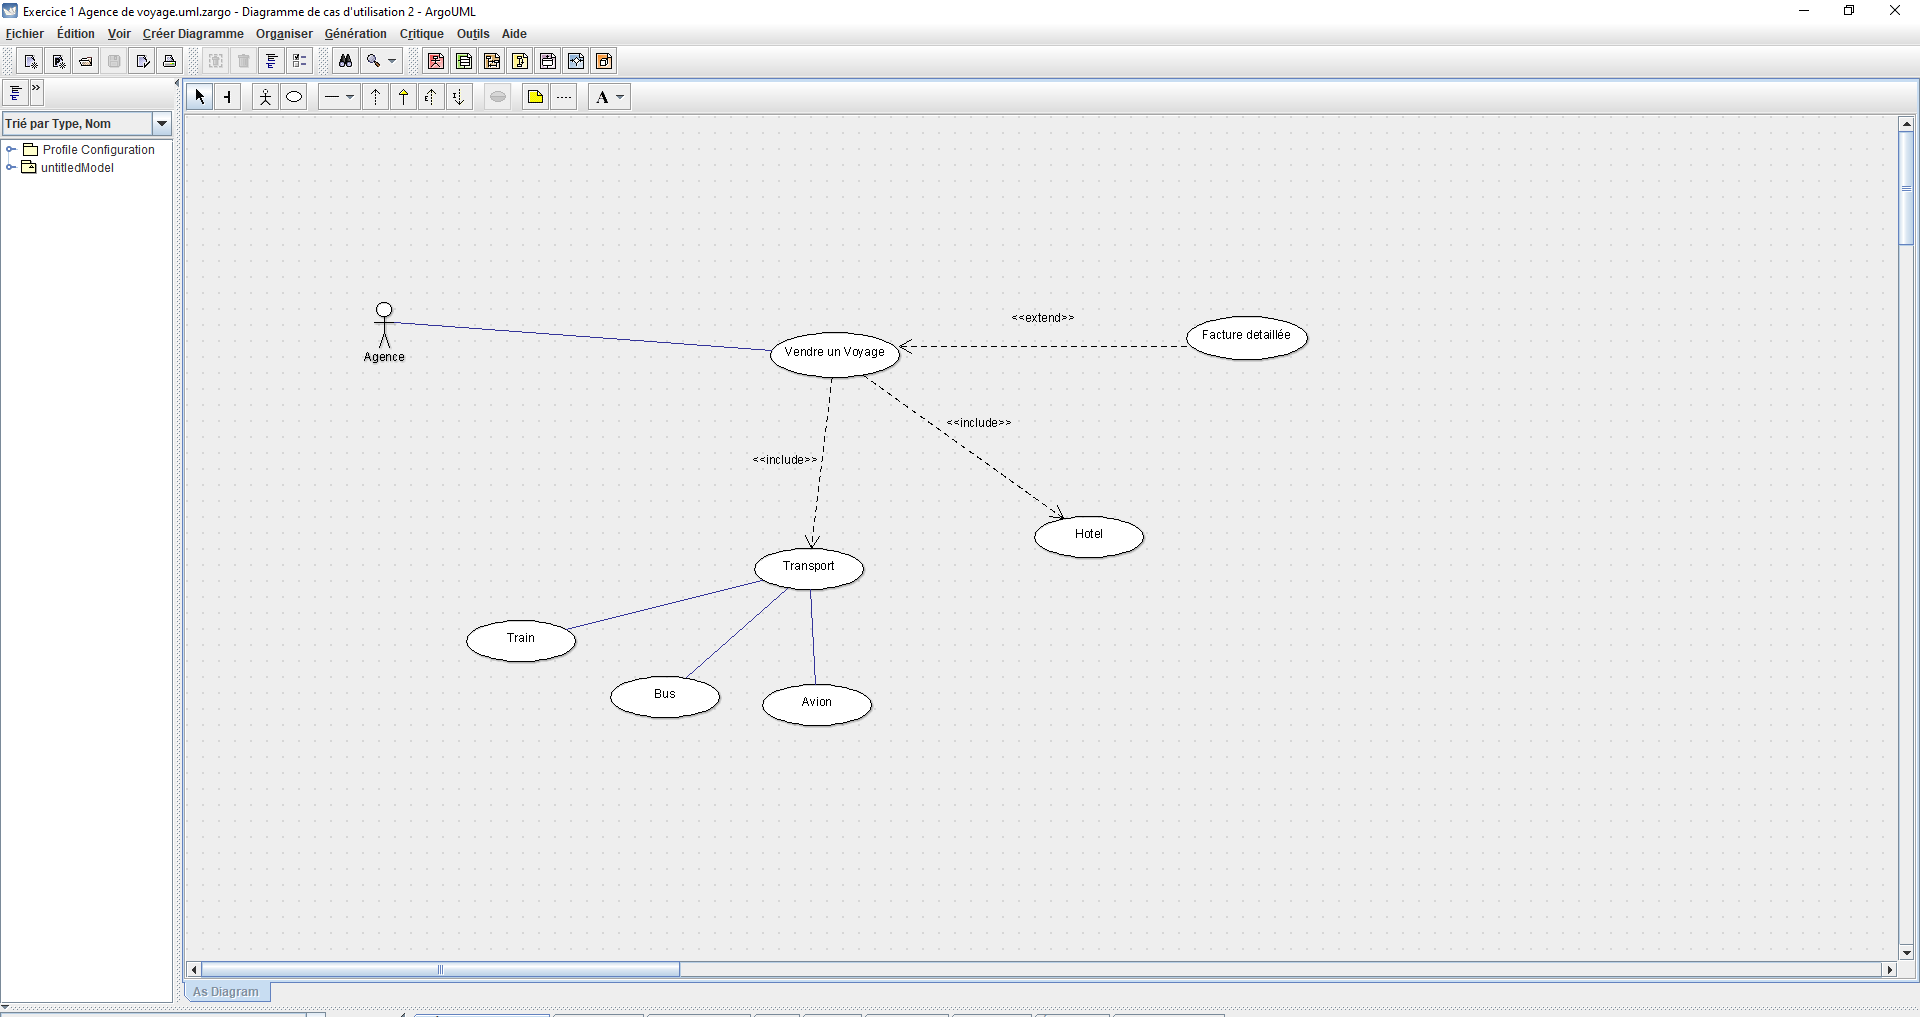 Exercice 1 Agence de voyage.uml.zargo - Diagramme de cas d'utilisation 2 - ArgoUML
Fichier Édition Voir Créer Diagramme Organiser Génération Critique Outils Aide
Trié par Type, Nom
Profile Configuration
untitledModel
<<extend>>
Facture detaillée
Vendre un Voyage
Agence
<<include>>
<<include>>
Hotel
Transport
Train
Bus
Avion
As Diagram